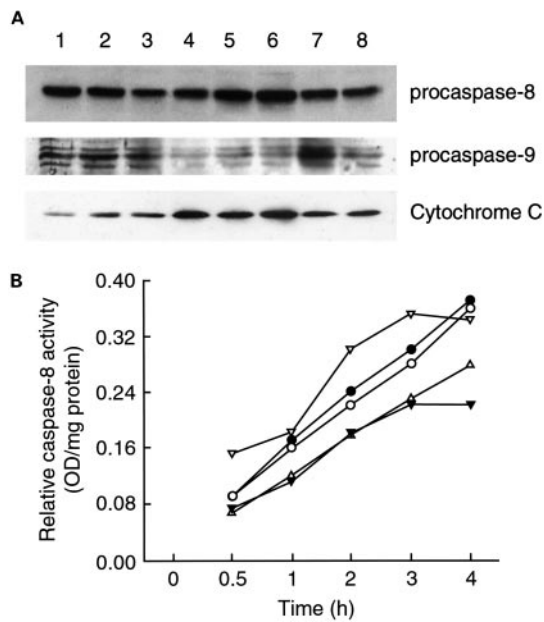 A
1 2 3 4 5 6 7 8
procaspase-8
procaspase-9
Cytochrome C
B
Relative caspase-8 activity
(OD/mg protein)
0.40
0.32
0.24
0.16
0.08
0.00
0 0.5 1 2 3 4
Time (h)